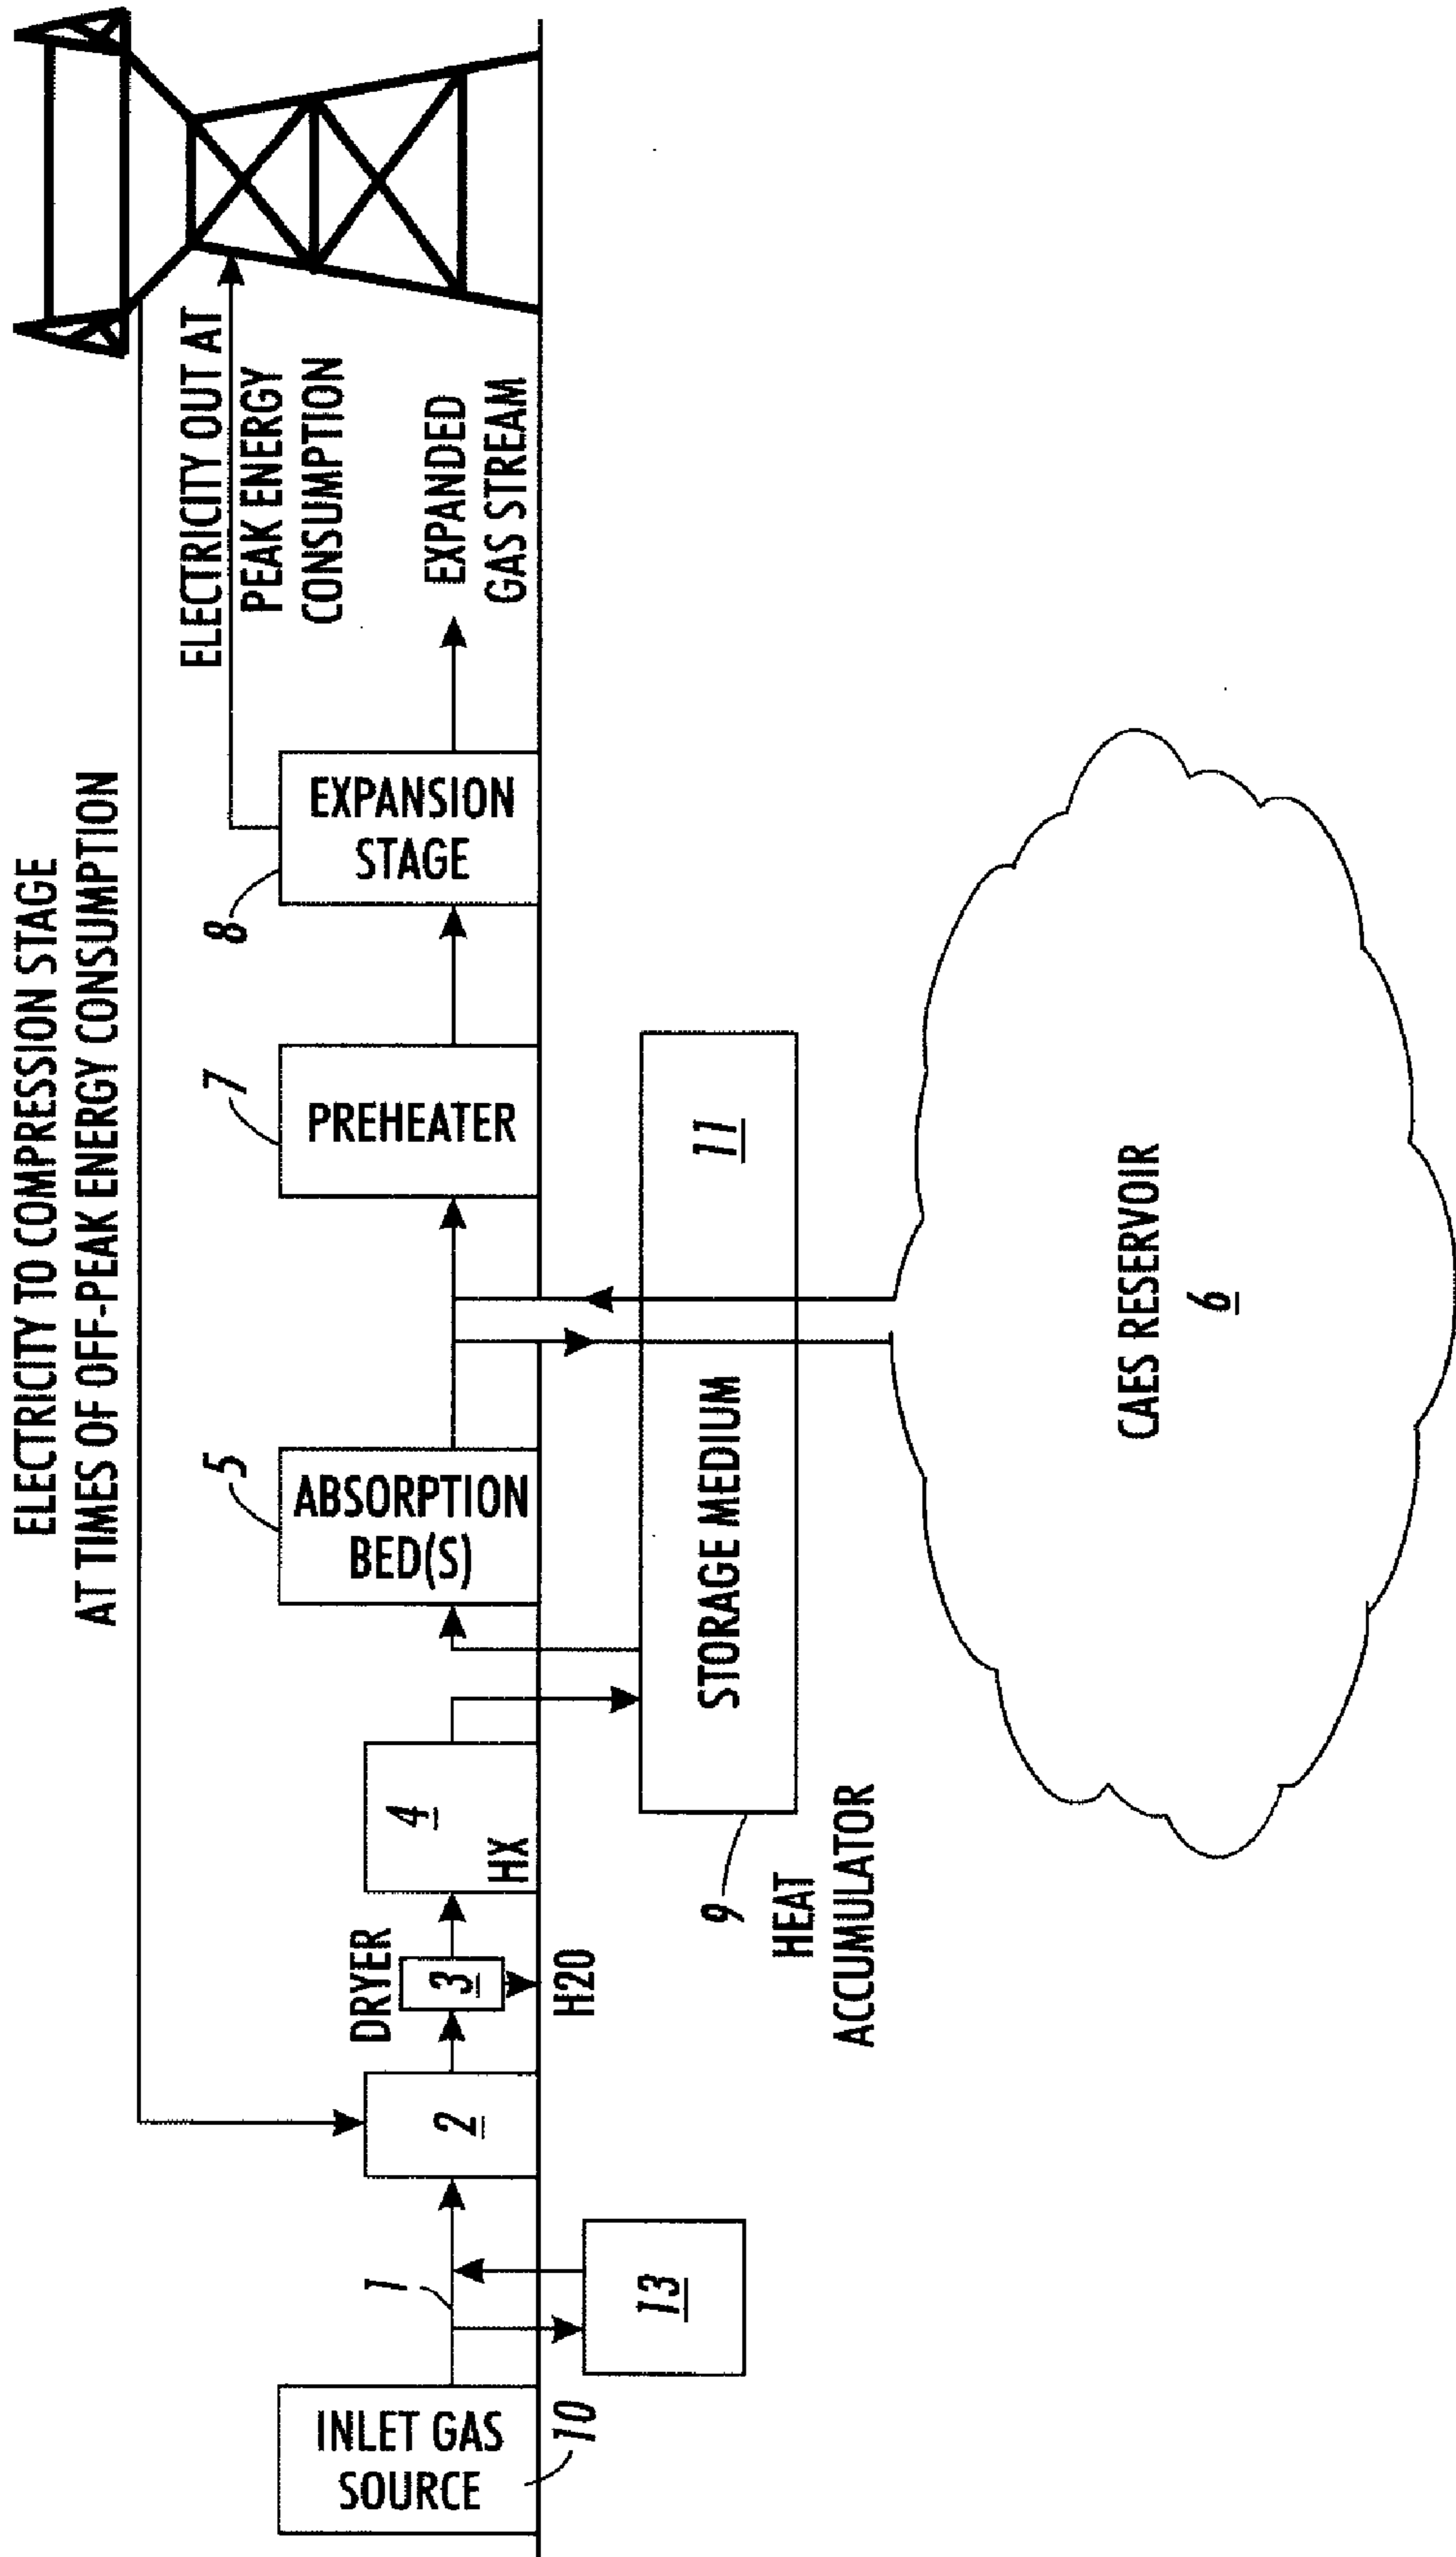 ELECTRICITY TO COMPRESSION STAGE
AT TIMES OF OFF-PEAK ENERGY CONSUMPTION
ELECTRICITY OUT AT
PEAK ENERGY
CONSUMPTION
EXPANDED
GAS STREAM
INLET GAS
SOURCE
10
1
13
2
DRYER
3
H20
4
HX
5
ABSORPTION
BED(S)
7
PREHEATER
8
EXPANSION
STAGE
STORAGE MEDIUM
11
9
HEAT
ACCUMULATOR
CAES RESERVOIR
6